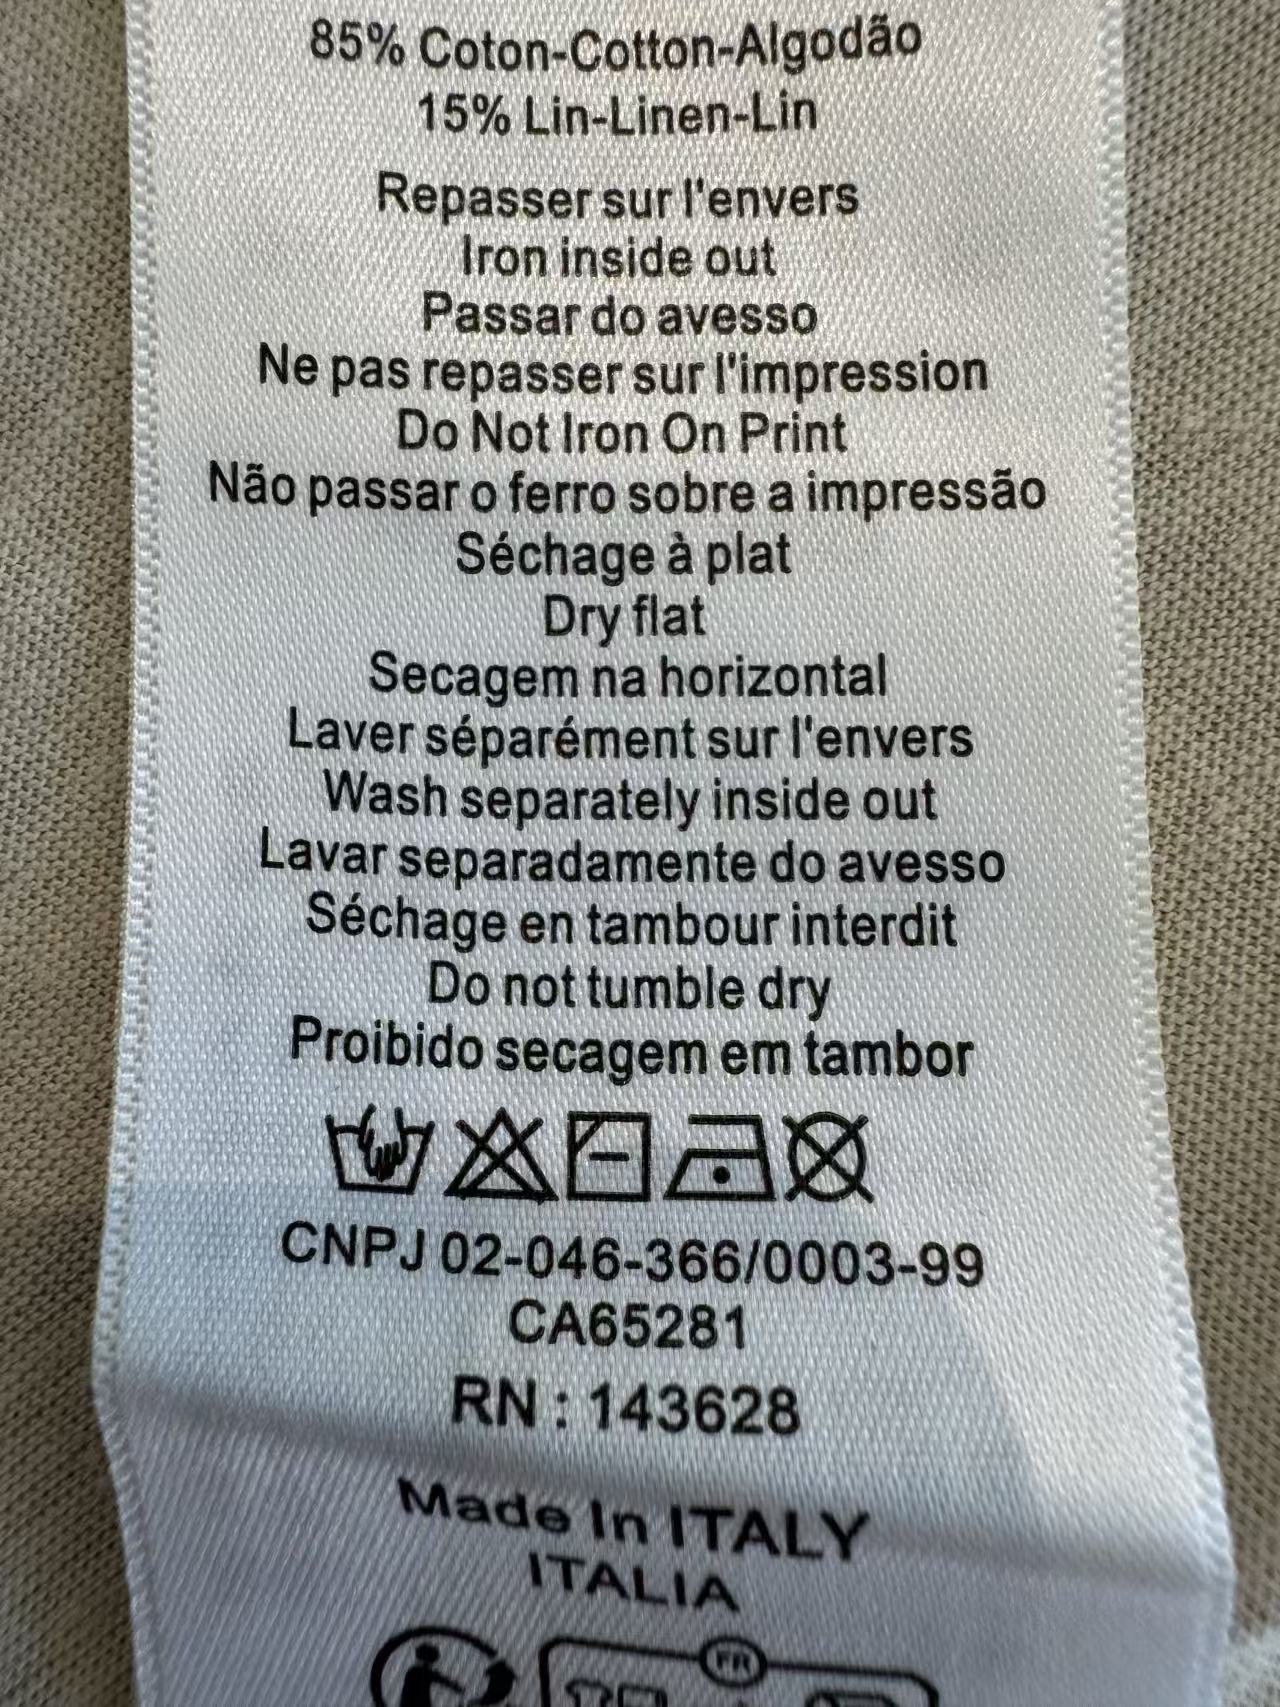 85% Coton-Cotton-Algodão
15% Lin-Linen-Lin
Repasser sur l'envers
Iron inside out
Passar do avesso
Ne pas repasser sur l'impression
Do Not Iron On Print
Não passar o ferro sobre a impressão
Séchage à plat
Dry flat
Secagem na horizontal
Laver séparément sur l'envers
Wash separately inside out
Lavar separadamente do avesso
Séchage en tambour interdit
Do not tumble dry
Proibido secagem em tambor
CNPJ 02-046-366/0003-99
CA65281
RN : 143628
Made In ITALY
ITALIA
FR